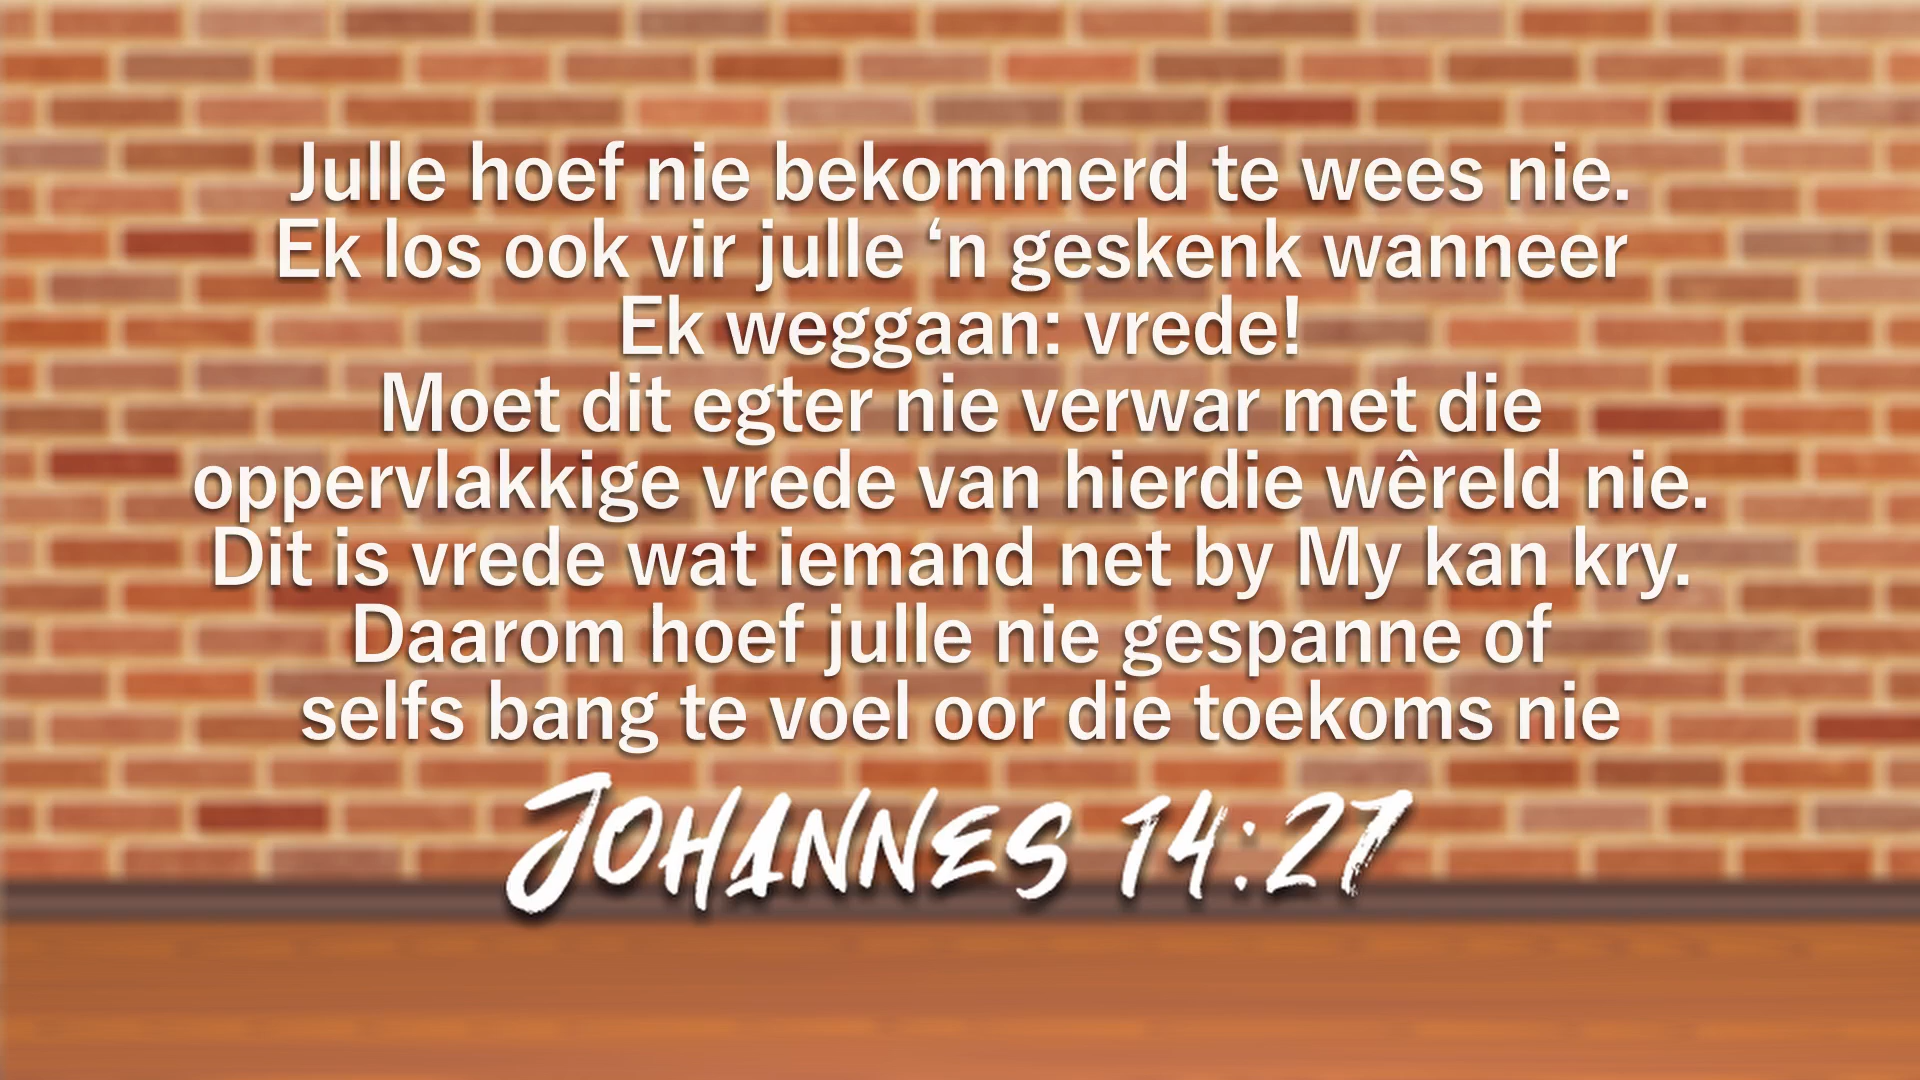 Julle hoef nie bekommerd te wees nie.
Ek los ook vir julle ‘n geskenk wanneer
Ek weggaan: vrede!
Moet dit egter nie verwar met die
oppervlakkige vrede van hierdie wêreld nie.
Dit is vrede wat iemand net by My kan kry.
Daarom hoef julle nie gespanne of
selfs bang te voel oor die toekoms nie
JOHANNES 14:27